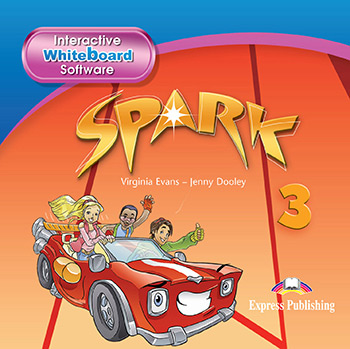 Interactive
Whiteboard
Software
SPARK
Virginia Evans – Jenny Dooley
3
Express Publishing